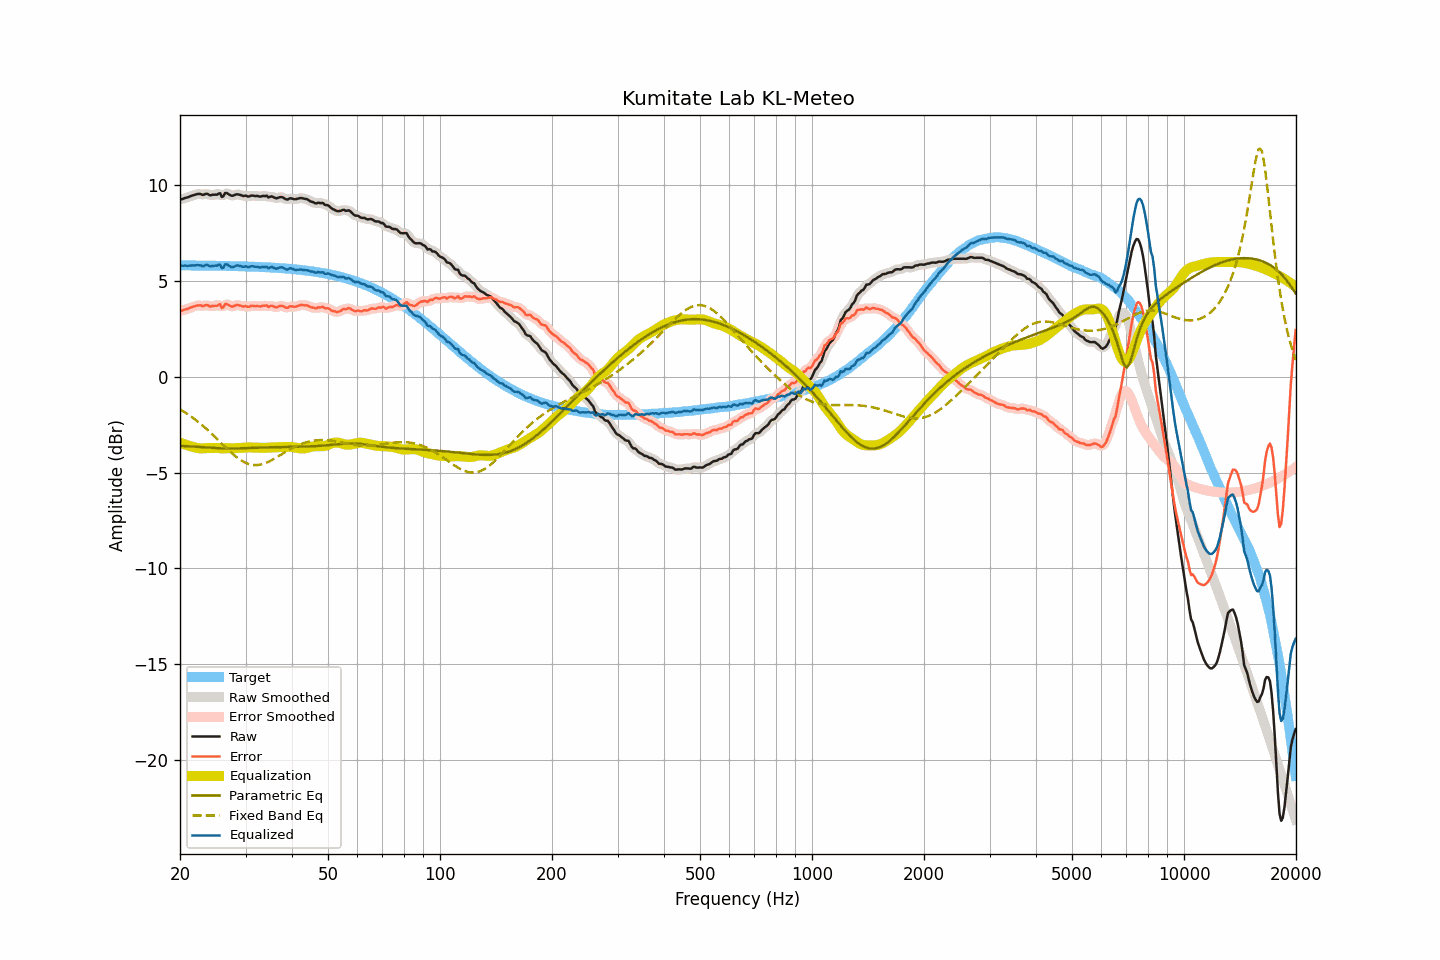 Kumitate Lab KL-Meteo
Amplitude (dBr)
10
5
0
−5
−10
−15
−20
Target
Raw Smoothed
Error Smoothed
Raw
Error
Equalization
Parametric Eq
Fixed Band Eq
Equalized
20 50 100 200 500 1000 2000 5000 10000 20000
Frequency (Hz)